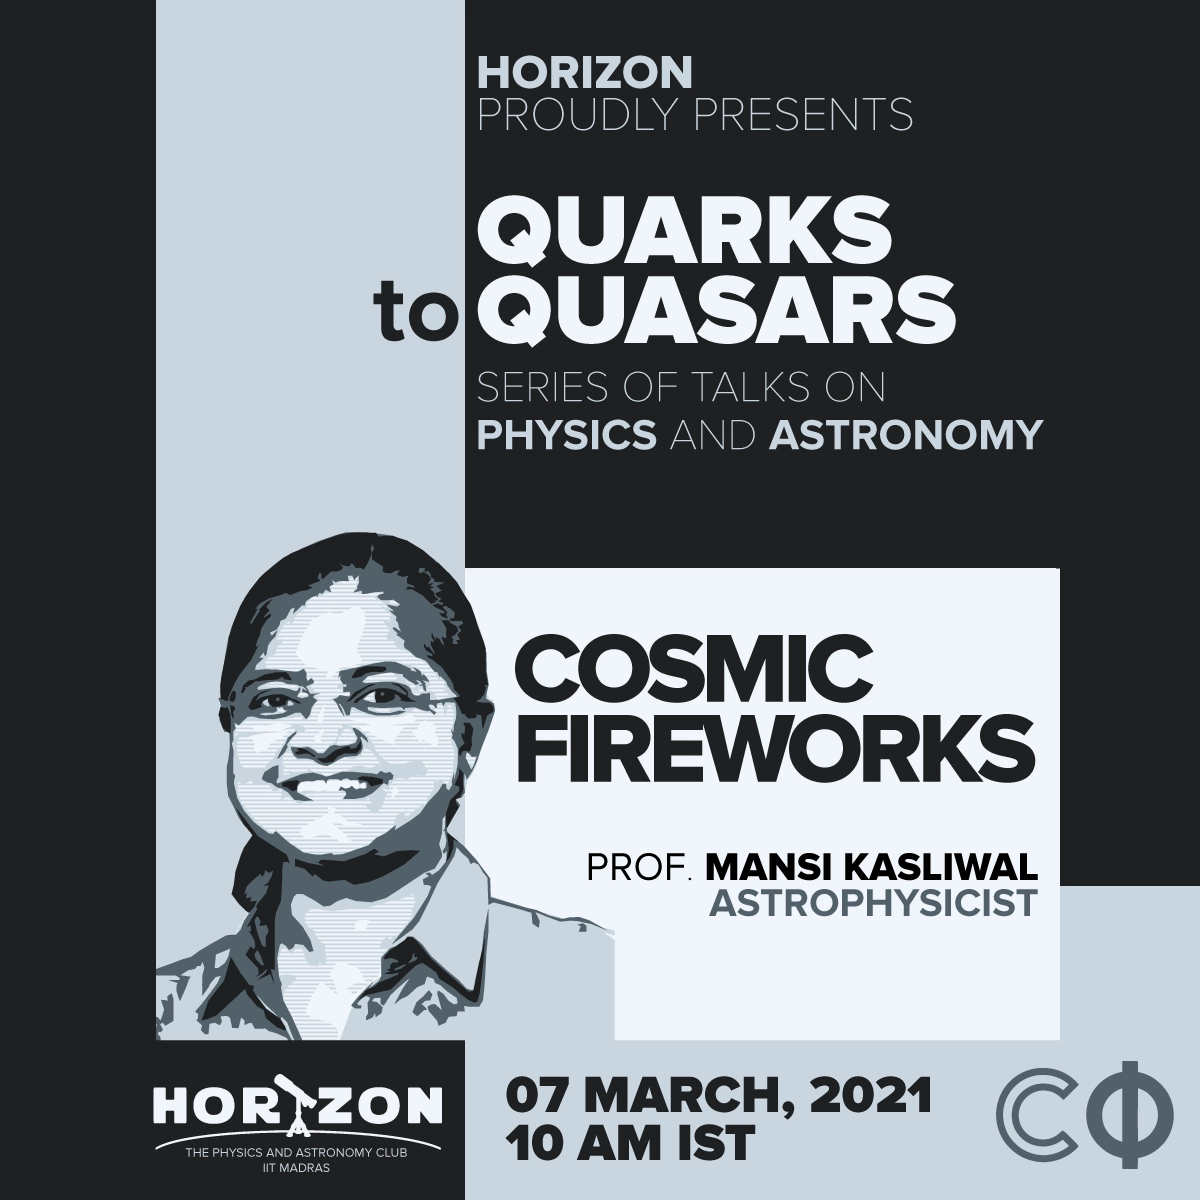 HORIZON
PROUDLY PRESENTS
QUARKS
to QUASARS
SERIES OF TALKS ON
PHYSICS AND ASTRONOMY
COSMIC
FIREWORKS
PROF. MANSI KASLIWAL
ASTROPHYSICIST
HORIZON
THE PHYSICS AND ASTRONOMY CLUB
IIT MADRAS
07 MARCH, 2021
10 AM IST
CΦ